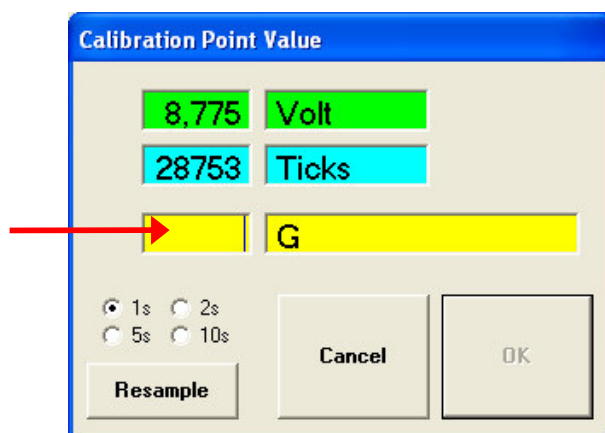 Calibration Point Value
8,775 Volt
28753 Ticks
G
1s 2s
5s 10s
Resample
Cancel
OK